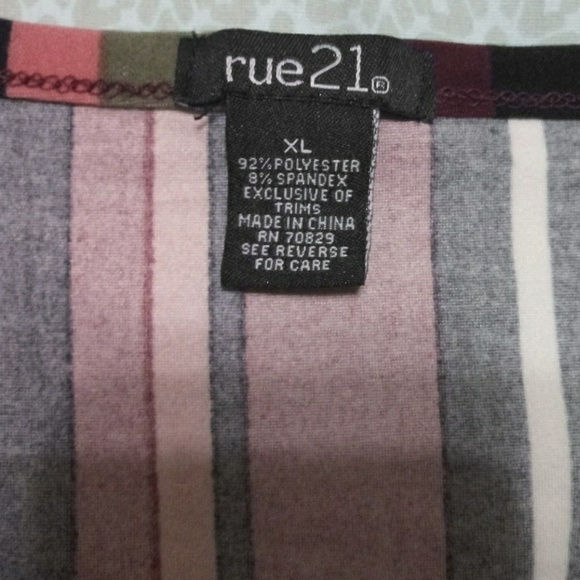 rue21®
XL
92% POLYESTER
8% SPANDEX
EXCLUSIVE OF
TRIMS
MADE IN CHINA
RN 70829
SEE REVERSE
FOR CARE